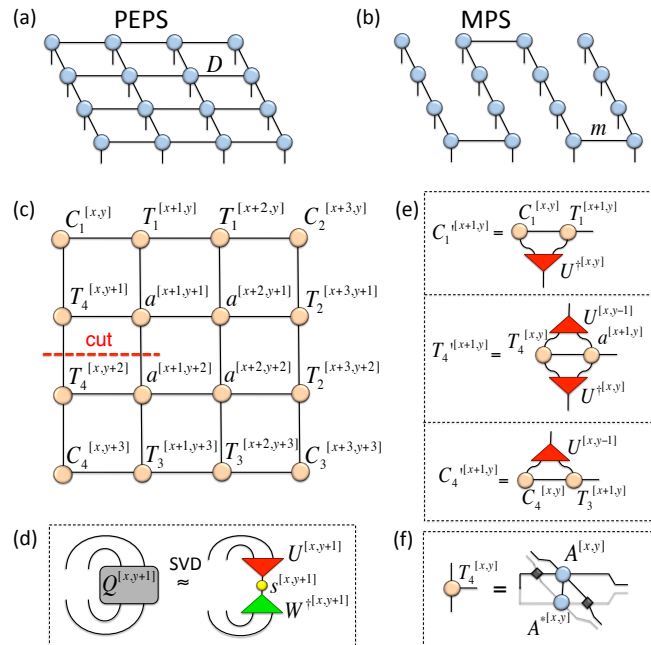 (a) PEPS
D
(b) MPS
m
(c)
C₁^[x,y] T₁^[x+1,y] T₁^[x+2,y] C₂^[x+3,y]
T₄^[x,y+1] a^[x+1,y+1] a^[x+2,y+1] T₂^[x+3,y+1]
cut
T₄^[x,y+2] a^[x+1,y+2] a^[x+2,y+2] T₂^[x+3,y+2]
C₄^[x,y+3] T₃^[x+1,y+3] T₃^[x+2,y+3] C₃^[x+3,y+3]
(d)
Q^[x,y+1] SVD ≈ U^[x,y+1]
s^[x,y+1]
W^†[x,y+1]
(e)
C₁^[x,y] T₁^[x+1,y]
C₁'^[x+1,y] =
U^†[x,y]
U^[x,y-1]
T₄'^[x+1,y] = T₄^[x,y] a^[x+1,y]
U^†[x,y]
U^[x,y-1]
C₄'^[x+1,y] =
C₄^[x,y] T₃^[x+1,y]
(f)
T₄^[x,y] = A^[x,y]
A*^[x,y]